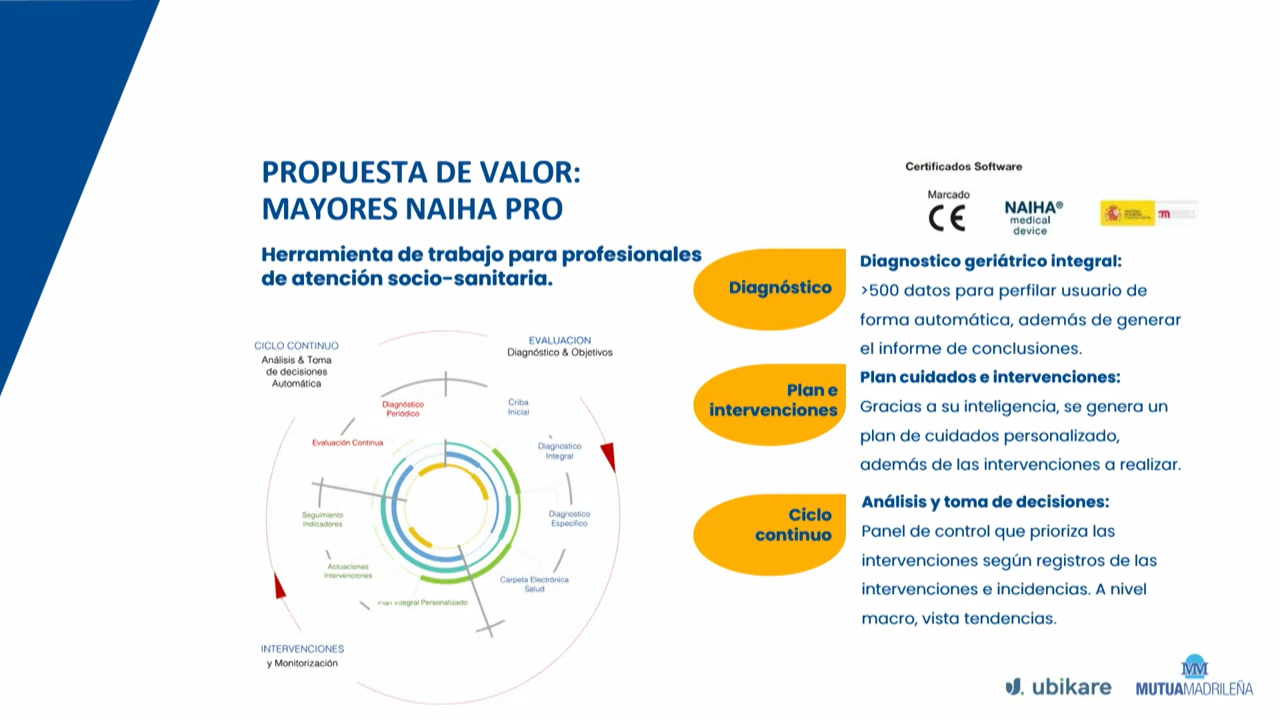 PROPUESTA DE VALOR:
MAYORES NAIHA PRO
Herramienta de trabajo para profesionales
de atención socio-sanitaria.
CICLO CONTINUO
Análisis & Toma
de decisiones
Automática
EVALUACIÓN
Diagnóstico & Objetivos
Diagnóstico
Periódico
Criba
Inicial
Evaluación Continua
Diagnostico
Integral
Seguimiento
Indicadores
Diagnostico
Específico
Actuaciones
Intervenciones
Carpeta Electrónica
Salud
Integral Personalizado
INTERVENCIONES
y Monitorización
Certificados Software
Marcado
CE
NAIHA®
medical
device
Diagnóstico
Diagnostico geriátrico integral:
>500 datos para perfilar usuario de
forma automática, además de generar
el informe de conclusiones.
Plan e
intervenciones
Plan cuidados e intervenciones:
Gracias a su inteligencia, se genera un
plan de cuidados personalizado,
además de las intervenciones a realizar.
Ciclo
continuo
Análisis y toma de decisiones:
Panel de control que prioriza las
intervenciones según registros de las
intervenciones e incidencias. A nivel
macro, vista tendencias.
ubikare
MM
MUTUAMADRILEÑA